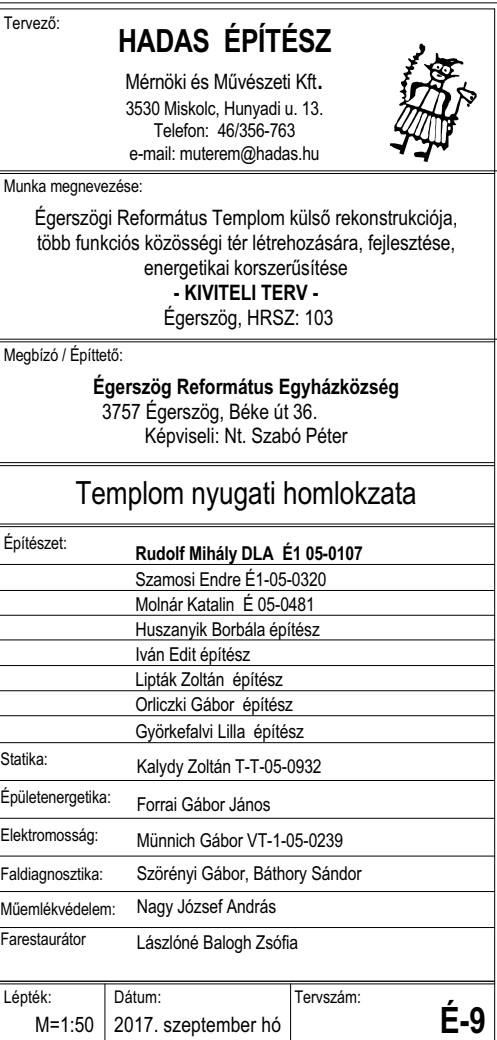 Tervező:
HADAS ÉPÍTÉSZ
Mérnöki és Művészeti Kft.
3530 Miskolc, Hunyadi u. 13.
Telefon: 46/356-763
e-mail: muterem@hadas.hu
Munka megnevezése:
Égerszögi Református Templom külső rekonstrukciója,
több funkciós közösségi tér létrehozására, fejlesztése,
energetikai korszerűsítése
- KIVITELI TERV -
Égerszög, HRSZ: 103
Megbízó / Építtető:
Égerszög Református Egyházközség
3757 Égerszög, Béke út 36.
Képviseli: Nt. Szabó Péter
Templom nyugati homlokzata
Építészet: Rudolf Mihály DLA É1 05-0107
Szamosi Endre É1-05-0320
Molnár Katalin É 05-0481
Huszanyik Borbála építész
Iván Edit építész
Lipták Zoltán építész
Orliczki Gábor építész
Györkefalvi Lilla építész
Statika: Kalydy Zoltán T-T-05-0932
Épületenergetika: Forrai Gábor János
Elektromosság: Münnich Gábor VT-1-05-0239
Faldiagnosztika: Szörényi Gábor, Báthory Sándor
Műemlékvédelem: Nagy József András
Farestaurátor Lászlóné Balogh Zsófia
Lépték: Dátum: Tervszám:
M=1:50 2017. szeptember hó É-9